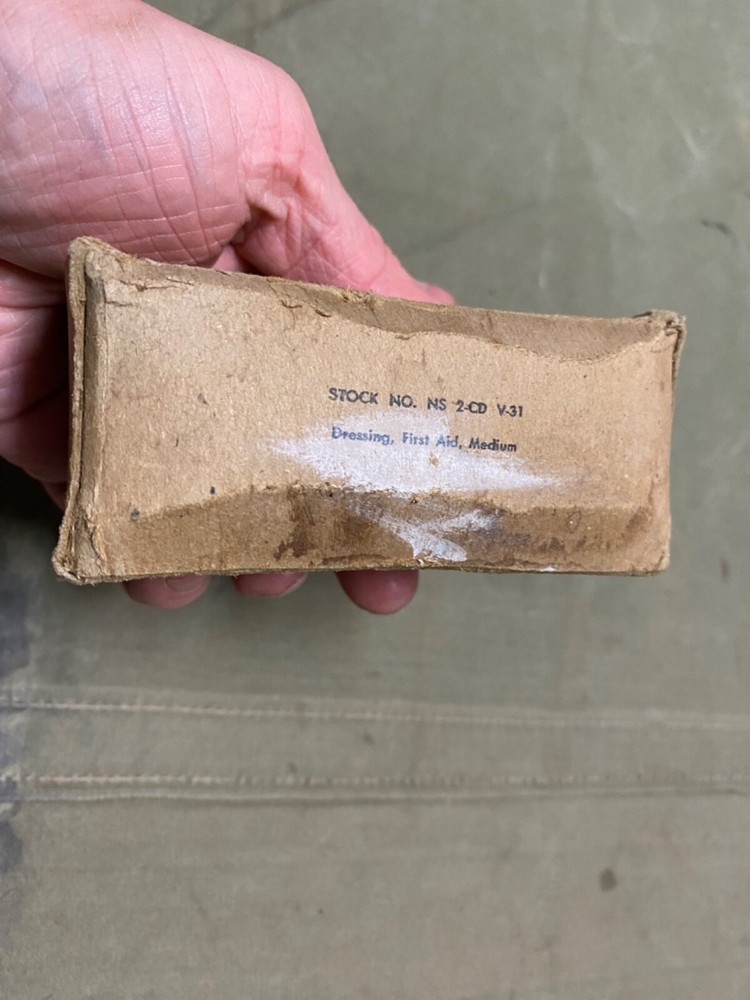 STOCK NO. NS 2-CD V-31
Dressing, First Aid, Medium